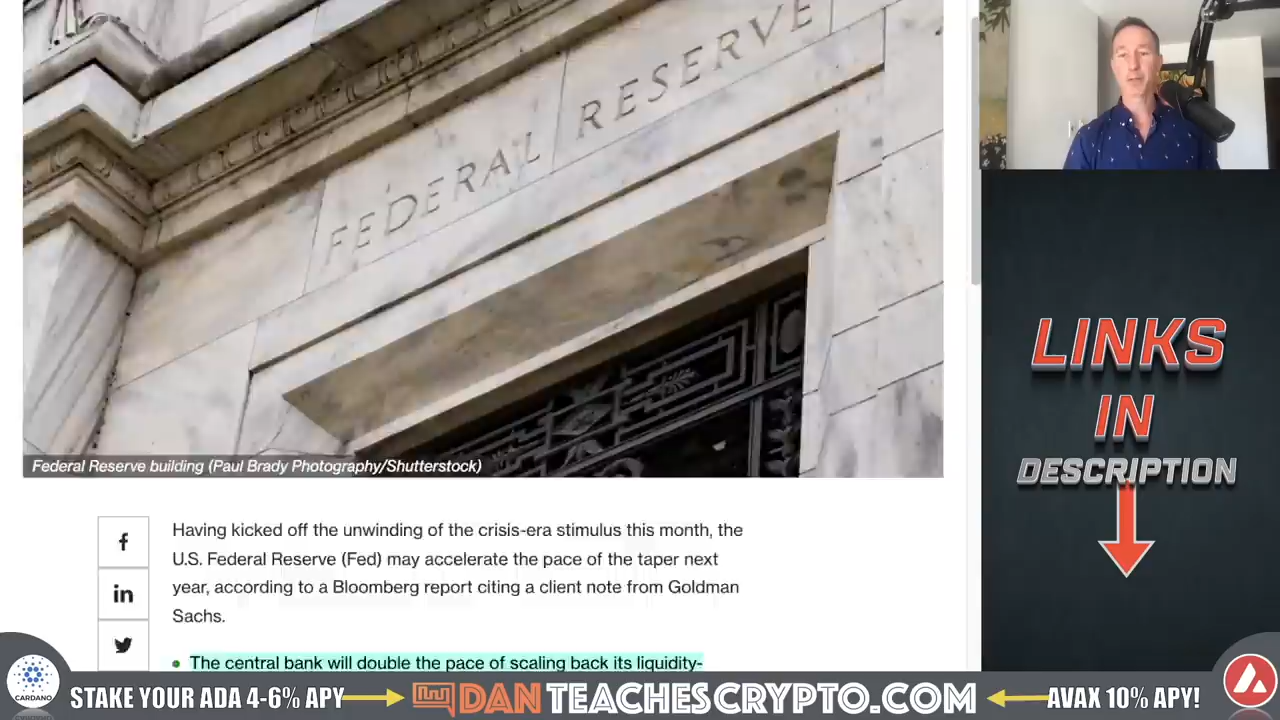 FEDERAL RESERVE
Federal Reserve building (Paul Brady Photography/Shutterstock)
Having kicked off the unwinding of the crisis-era stimulus this month, the
U.S. Federal Reserve (Fed) may accelerate the pace of the taper next
year, according to a Bloomberg report citing a client note from Goldman
Sachs.
The central bank will double the pace of scaling back its liquidity-
LINKS
IN
DESCRIPTION
CARDANO
STAKE YOUR ADA 4-6% APY
DANTEACHESCRYPTO.COM
AVAX 10% APY!